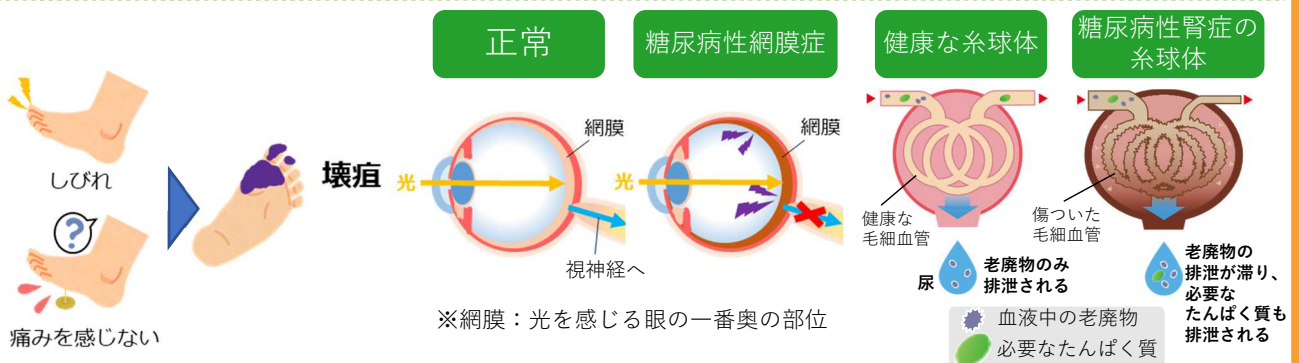 しびれ
?
痛みを感じない
壊疽
正常
光
網膜
視神経へ
糖尿病性網膜症
光
網膜
※網膜：光を感じる眼の一番奥の部位
健康な糸球体
健康な
毛細血管
尿
老廃物のみ
排泄される
糖尿病性腎症の
糸球体
傷ついた
毛細血管
老廃物の
排泄が滞り、
必要な
たんぱく質も
排泄される
血液中の老廃物
必要なたんぱく質